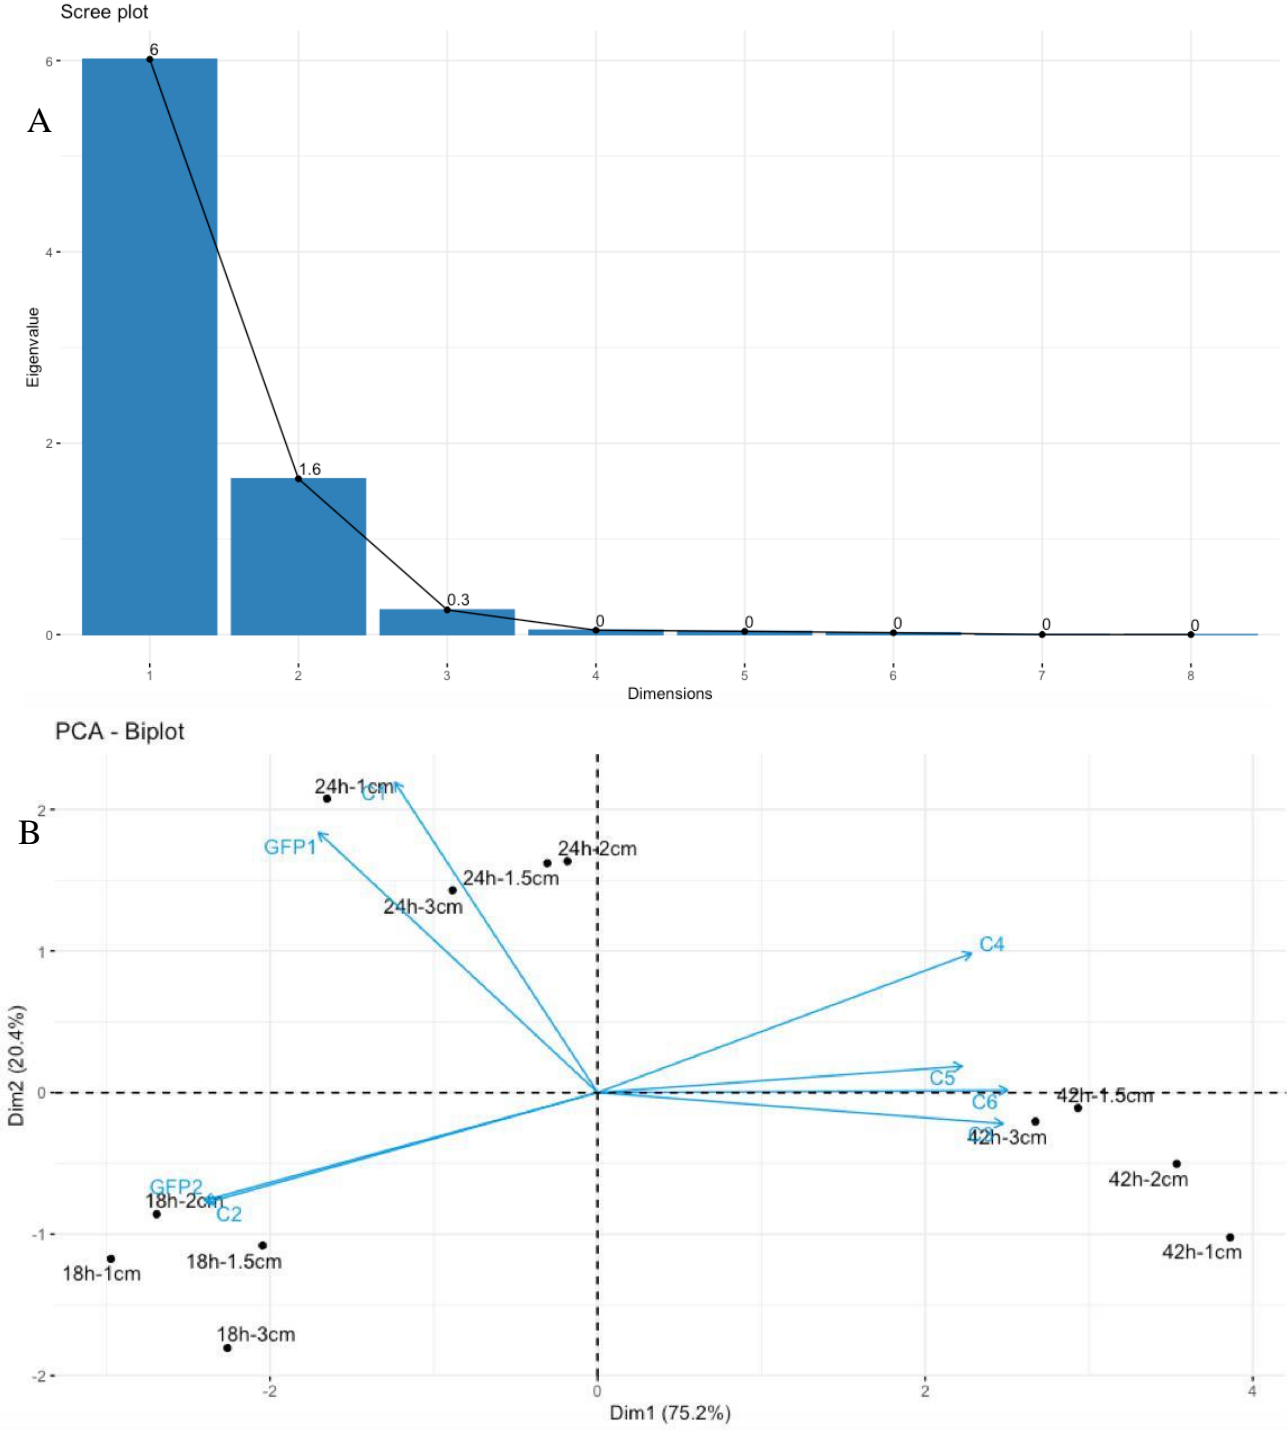 Scree plot
A
6
1.6
0.3
0
0
0
0
0
6
4
2
0
Eigenvalue
1 2 3 4 5 6 7 8
Dimensions
PCA - Biplot
B
24h-1cm
C1
GFP1
24h-2cm
24h-1.5cm
24h-3cm
C4
C5
C6
42h-1.5cm
42h-3cm
42h-2cm
42h-1cm
GFP2
18h-2cm
C2
18h-1.5cm
18h-1cm
18h-3cm
2
1
0
-1
-2
Dim2 (20.4%)
-2 0 2 4
Dim1 (75.2%)